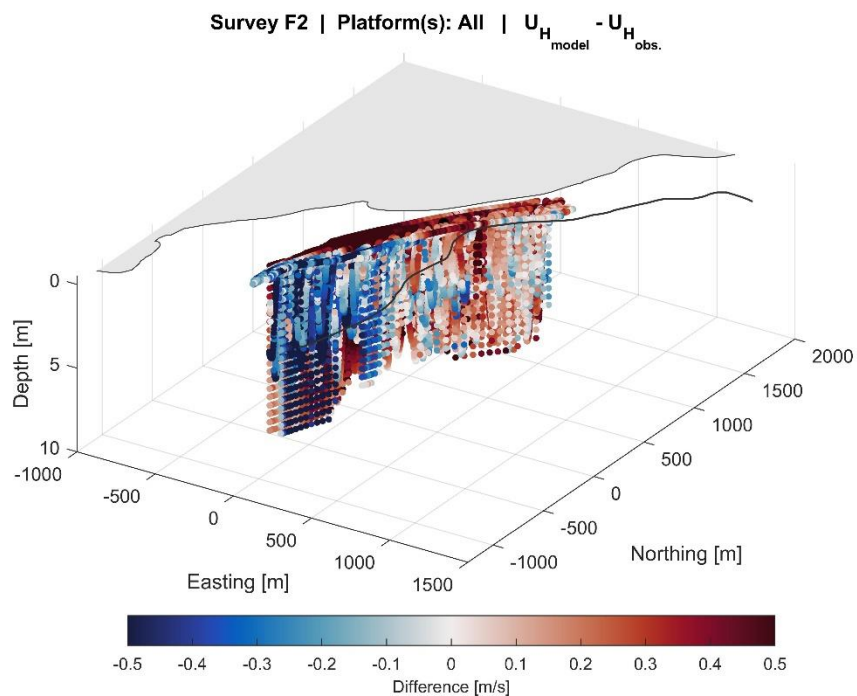 Survey F2 | Platform(s): All | U_H_model - U_H_obs.
0
5
10
Depth [m]
-1000
-500
0
500
1000
1500
Easting [m]
-1000
-500
0
500
1000
1500
2000
Northing [m]
-0.5 -0.4 -0.3 -0.2 -0.1 0 0.1 0.2 0.3 0.4 0.5
Difference [m/s]